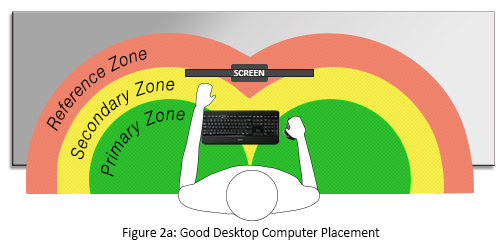 Reference Zone
Secondary Zone
Primary Zone
SCREEN
Figure 2a: Good Desktop Computer Placement